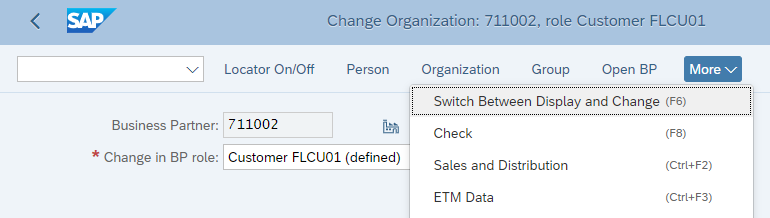 SAP
Change Organization: 711002, role Customer FLCU01
Locator On/Off Person Organization Group Open BP More
Switch Between Display and Change (F6)
Business Partner: 711002
Check (F8)
* Change in BP role: Customer FLCU01 (defined)
Sales and Distribution (Ctrl+F2)
ETM Data (Ctrl+F3)